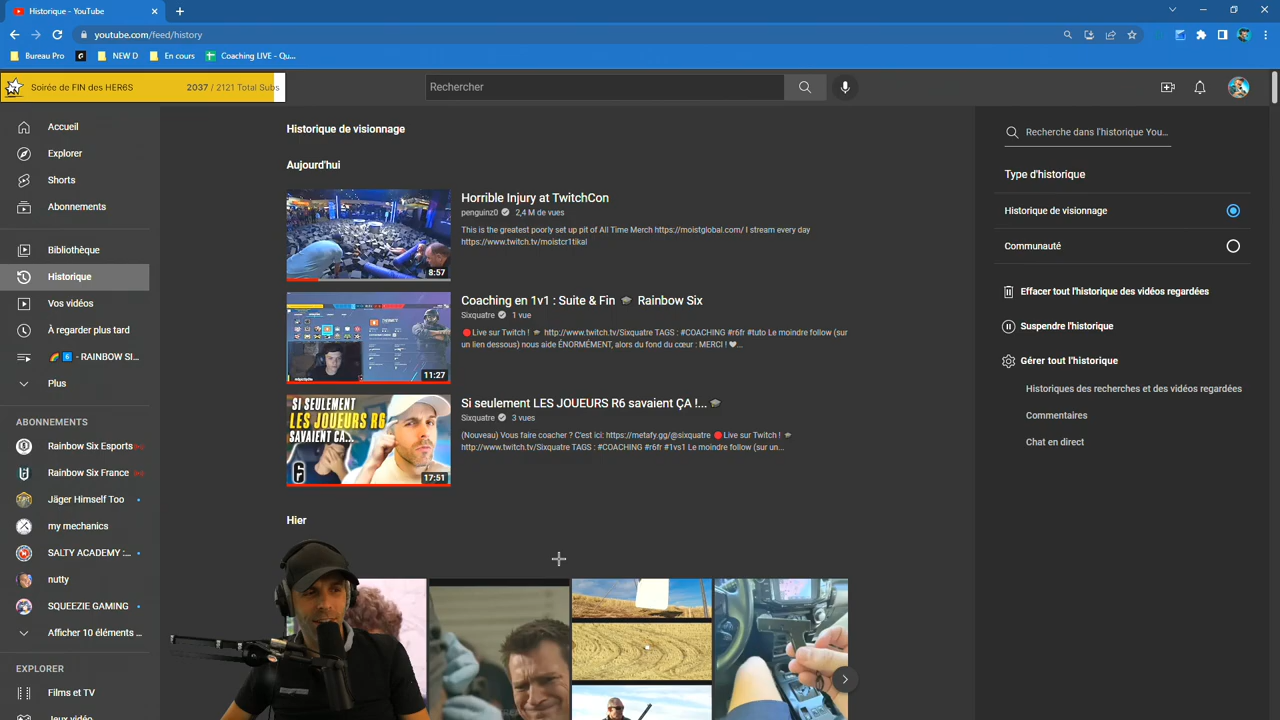 Historique - YouTube
youtube.com/feed/history
Bureau Pro
NEW D
En cours
Coaching LIVE - Qu...
Soirée de FIN des HER6S
2037 / 2121 Total Subs
Rechercher
Accueil
Explorer
Shorts
Abonnements
Bibliothèque
Historique
Vos vidéos
À regarder plus tard
6 - RAINBOW SI...
Plus
ABONNEMENTS
Rainbow Six Esports
Rainbow Six France
Jäger Himself Too
my mechanics
SALTY ACADEMY :...
nutty
SQUEEZIE GAMING
Afficher 10 éléments ...
EXPLORER
Films et TV
Jeux vidéo
Historique de visionnage
Aujourd'hui
8:57
Horrible Injury at TwitchCon
penguinz0 2,4 M de vues
This is the greatest poorly set up pit of All Time Merch https://moistglobal.com/ I stream every day
https://www.twitch.tv/moistcr1tikal
11:27
Coaching en 1v1 : Suite & Fin 🎓 Rainbow Six
Sixquatre 1 vue
🔴Live sur Twitch ! 🎓 http://www.twitch.tv/Sixquatre TAGS : #COACHING #r6fr #tuto Le moindre follow (sur
un lien dessous) nous aide ÉNORMÉMENT, alors du fond du cœur : MERCI ! ❤...
SI SEULEMENT
LES JOUEURS R6
SAVAIENT ÇA...
6
17:51
Si seulement LES JOUEURS R6 savaient ÇA !... 🎓
Sixquatre 3 vues
(Nouveau) Vous faire coacher ? C'est ici: https://metafy.gg/@sixquatre 🔴Live sur Twitch ! 🎓
http://www.twitch.tv/Sixquatre TAGS : #COACHING #r6fr #1vs1 Le moindre follow (sur un...
Hier
Recherche dans l'historique You...
Type d'historique
Historique de visionnage
Communauté
Effacer tout l'historique des vidéos regardées
Suspendre l'historique
Gérer tout l'historique
Historiques des recherches et des vidéos regardées
Commentaires
Chat en direct